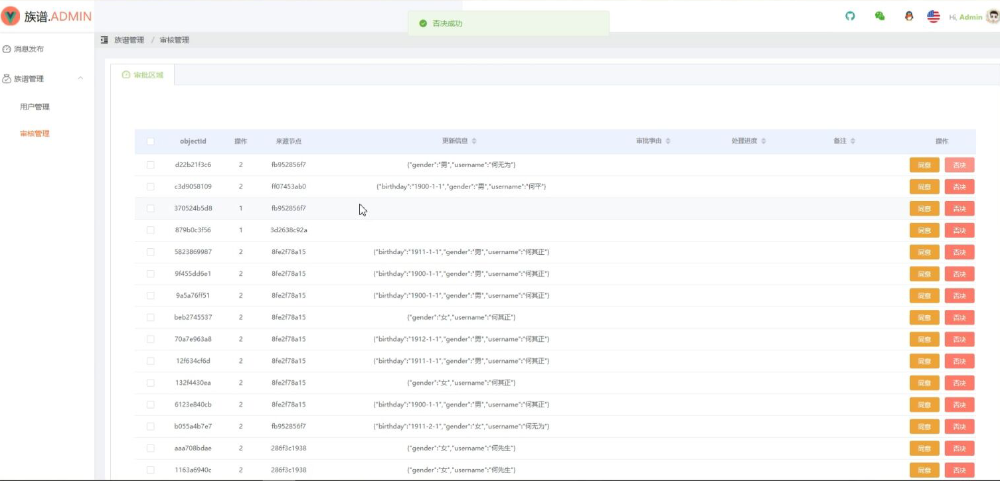 族谱.ADMIN
否决成功
Hi, Admin
消息发布
族谱管理 / 审核管理
族谱管理
审批区域
用户管理
审核管理
objectId 操作 来源节点 更新信息 审批事由 处理进度 备注 操作
d22b21f3c6 2 fb952856f7 {"gender":"男","username":"何无为"} 同意 否决
c3d9058109 2 ff07453ab0 {"birthday":"1900-1-1","gender":"男","username":"何平"} 同意 否决
370524b5d8 1 fb952856f7 同意 否决
879b0c3f56 1 3d2638c92a 同意 否决
5823869987 2 8fe2f78a15 {"birthday":"1911-1-1","gender":"男","username":"何其正"} 同意 否决
9f455dd6e1 2 8fe2f78a15 {"birthday":"1900-1-1","gender":"男","username":"何其正"} 同意 否决
9a5a76ff51 2 8fe2f78a15 {"birthday":"1900-1-1","gender":"男","username":"何其正"} 同意 否决
beb2745537 2 8fe2f78a15 {"gender":"女","username":"何其正"} 同意 否决
70a7e963a8 2 8fe2f78a15 {"birthday":"1912-1-1","gender":"男","username":"何其正"} 同意 否决
12f634cf6d 2 8fe2f78a15 {"birthday":"1911-1-1","gender":"男","username":"何其正"} 同意 否决
132f4430ea 2 8fe2f78a15 {"gender":"女","username":"何其正"} 同意 否决
6123e840cb 2 8fe2f78a15 {"birthday":"1900-1-1","gender":"男","username":"何其正"} 同意 否决
b055a4b7e7 2 fb952856f7 {"birthday":"1911-2-1","gender":"女","username":"何无为"} 同意 否决
aaa708bdae 2 286f3c1938 {"gender":"女","username":"何先生"} 同意 否决
1163a6940c 2 286f3c1938 {"gender":"女","username":"何先生"} 同意 否决